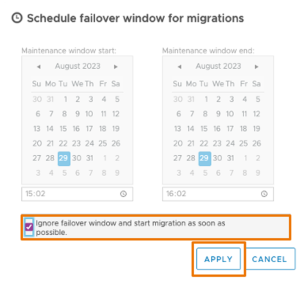 Schedule failover window for migrations
Maintenance window start: Maintenance window end:
August 2023 August 2023
Su Mo Tu We Th Fr Sa Su Mo Tu We Th Fr Sa
30 31 1 2 3 4 5 30 31 1 2 3 4 5
6 7 8 9 10 11 12 6 7 8 9 10 11 12
13 14 15 16 17 18 19 13 14 15 16 17 18 19
20 21 22 23 24 25 26 20 21 22 23 24 25 26
27 28 29 30 31 1 2 27 28 29 30 31 1 2
3 4 5 6 7 8 9 3 4 5 6 7 8 9
15:02 16:02
Ignore failover window and start migration as soon as
possible.
APPLY CANCEL